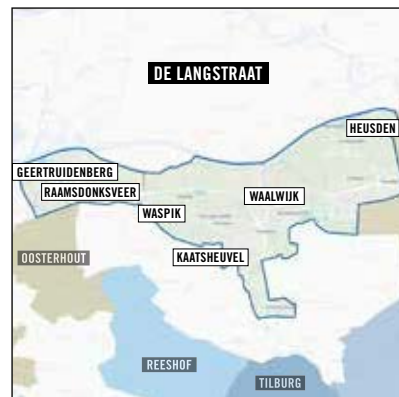 DE LANGSTRAAT
HEUSDEN
GEERTRUIDENBERG
RAAMSDONKSVEER
WAALWIJK
WASPIK
KAATSHEUVEL
OOSTERHOUT
REESHOF
TILBURG